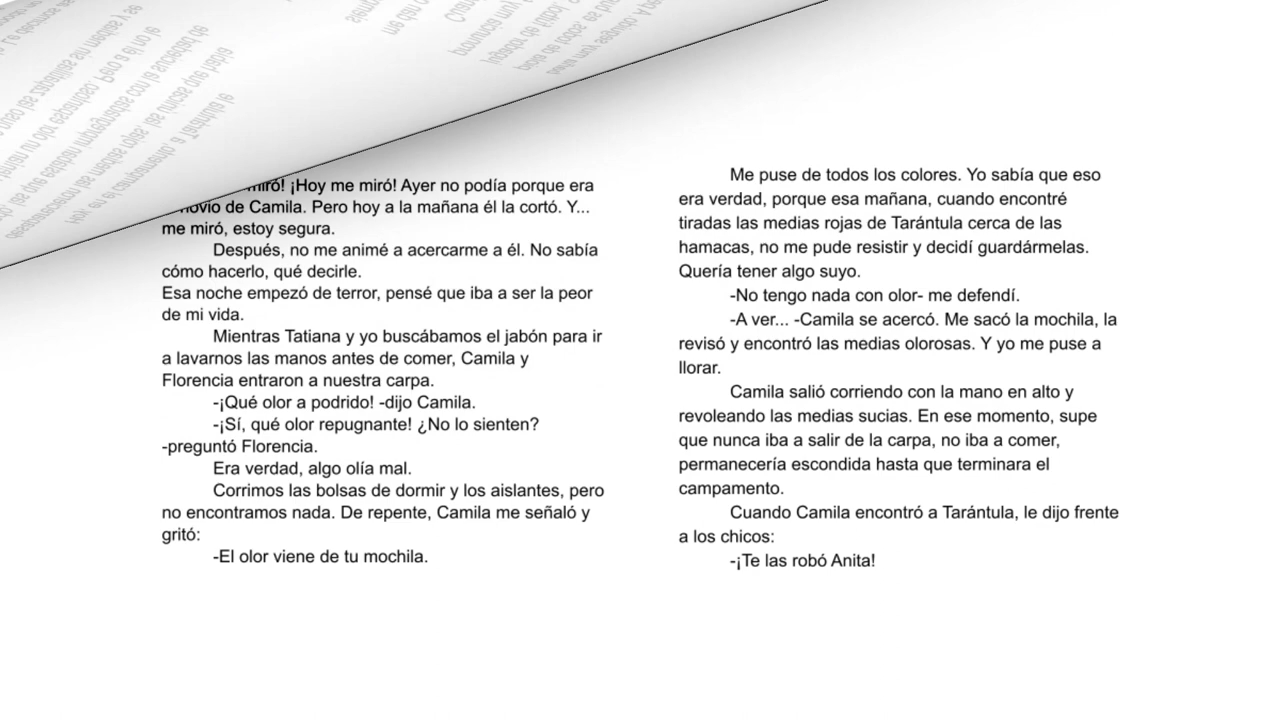 miró! ¡Hoy me miró! Ayer no podía porque era
novio de Camila. Pero hoy a la mañana él la cortó. Y...
me miró, estoy segura.
Después, no me animé a acercarme a él. No sabía
cómo hacerlo, qué decirle.
Esa noche empezó de terror, pensé que iba a ser la peor
de mi vida.
Mientras Tatiana y yo buscábamos el jabón para ir
a lavarnos las manos antes de comer, Camila y
Florencia entraron a nuestra carpa.
-¡Qué olor a podrido! -dijo Camila.
-¡Sí, qué olor repugnante! ¿No lo sienten?
-preguntó Florencia.
Era verdad, algo olía mal.
Corrimos las bolsas de dormir y los aislantes, pero
no encontramos nada. De repente, Camila me señaló y
gritó:
-El olor viene de tu mochila.
Me puse de todos los colores. Yo sabía que eso
era verdad, porque esa mañana, cuando encontré
tiradas las medias rojas de Tarántula cerca de las
hamacas, no me pude resistir y decidí guardármelas.
Quería tener algo suyo.
-No tengo nada con olor- me defendí.
-A ver... -Camila se acercó. Me sacó la mochila, la
revisó y encontró las medias olorosas. Y yo me puse a
llorar.
Camila salió corriendo con la mano en alto y
revoleando las medias sucias. En ese momento, supe
que nunca iba a salir de la carpa, no iba a comer,
permanecería escondida hasta que terminara el
campamento.
Cuando Camila encontró a Tarántula, le dijo frente
a los chicos:
-¡Te las robó Anita!